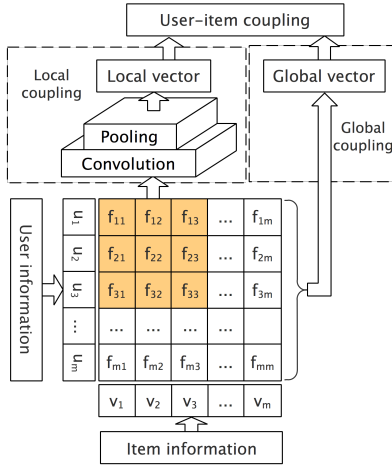 User-item coupling
Local coupling
Local vector
Global vector
Pooling
Convolution
Global coupling
User information
u1 f11 f12 f13 ... f1m
u2 f21 f22 f23 ... f2m
u3 f31 f32 f33 ... f3m
... ... ... ...
um fm1 fm2 fm3 ... fmm
v1 v2 v3 ... vm
Item information